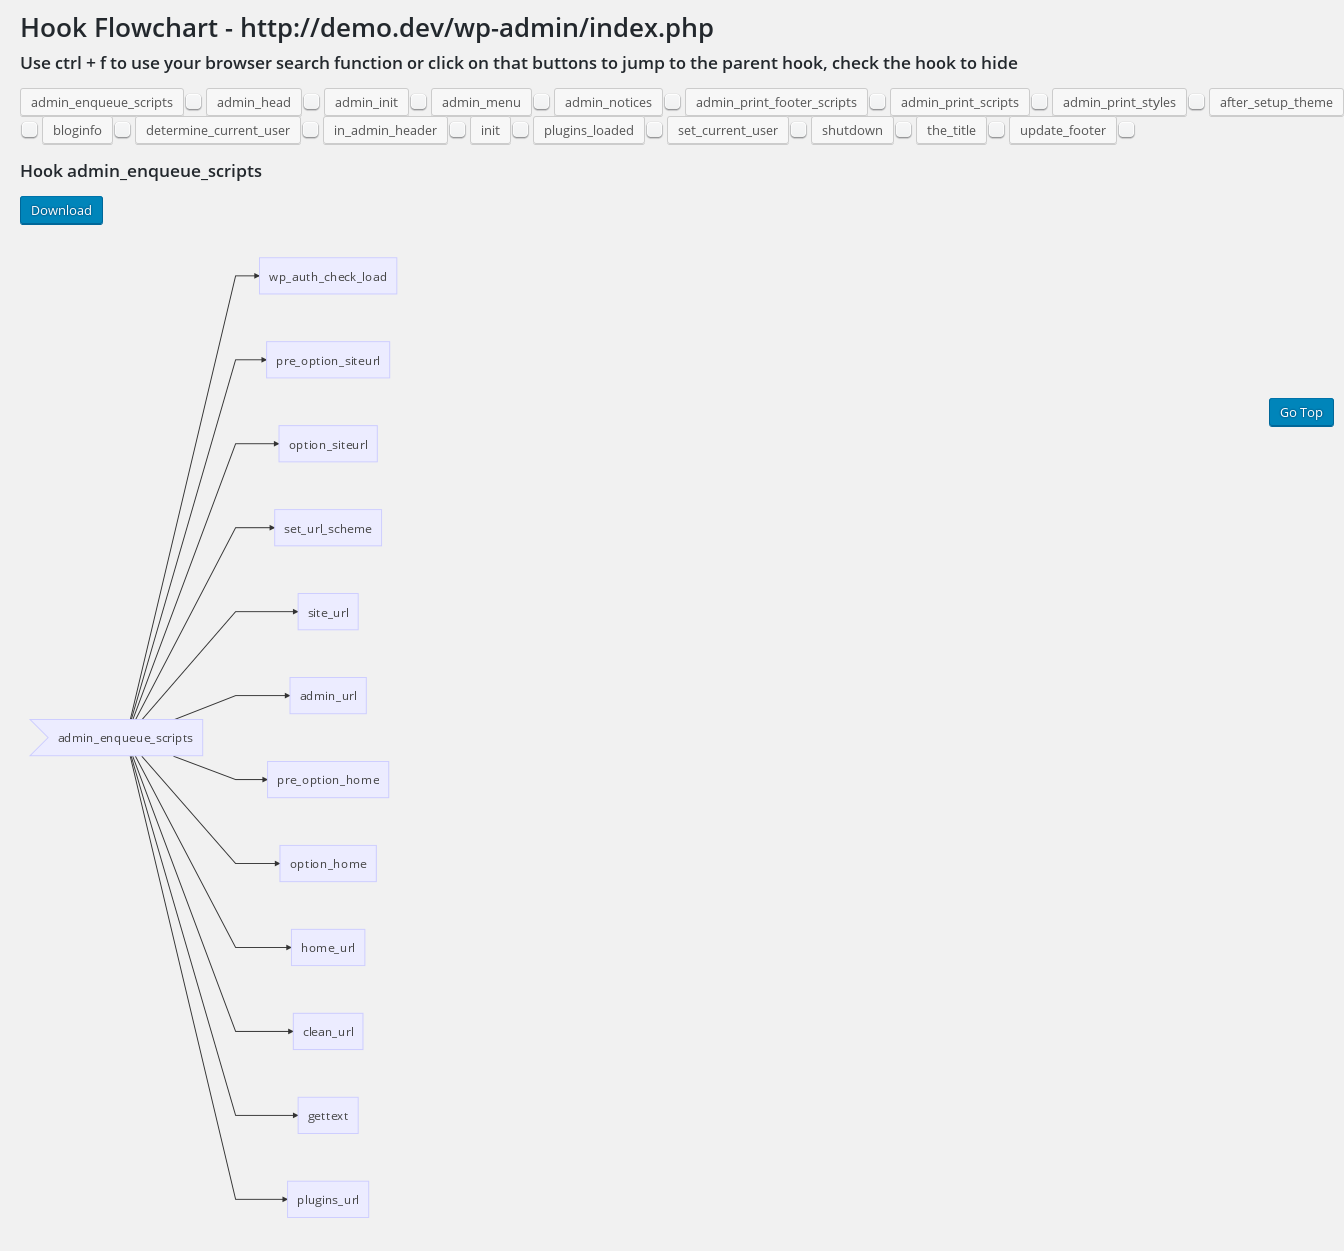 Hook Flowchart - http://demo.dev/wp-admin/index.php
Use ctrl + f to use your browser search function or click on that buttons to jump to the parent hook, check the hook to hide
admin_enqueue_scripts admin_head admin_init admin_menu admin_notices admin_print_footer_scripts admin_print_scripts admin_print_styles after_setup_theme
bloginfo determine_current_user in_admin_header init plugins_loaded set_current_user shutdown the_title update_footer
Hook admin_enqueue_scripts
Download
wp_auth_check_load
pre_option_siteurl
Go Top
option_siteurl
set_url_scheme
site_url
admin_url
admin_enqueue_scripts
pre_option_home
option_home
home_url
clean_url
gettext
plugins_url